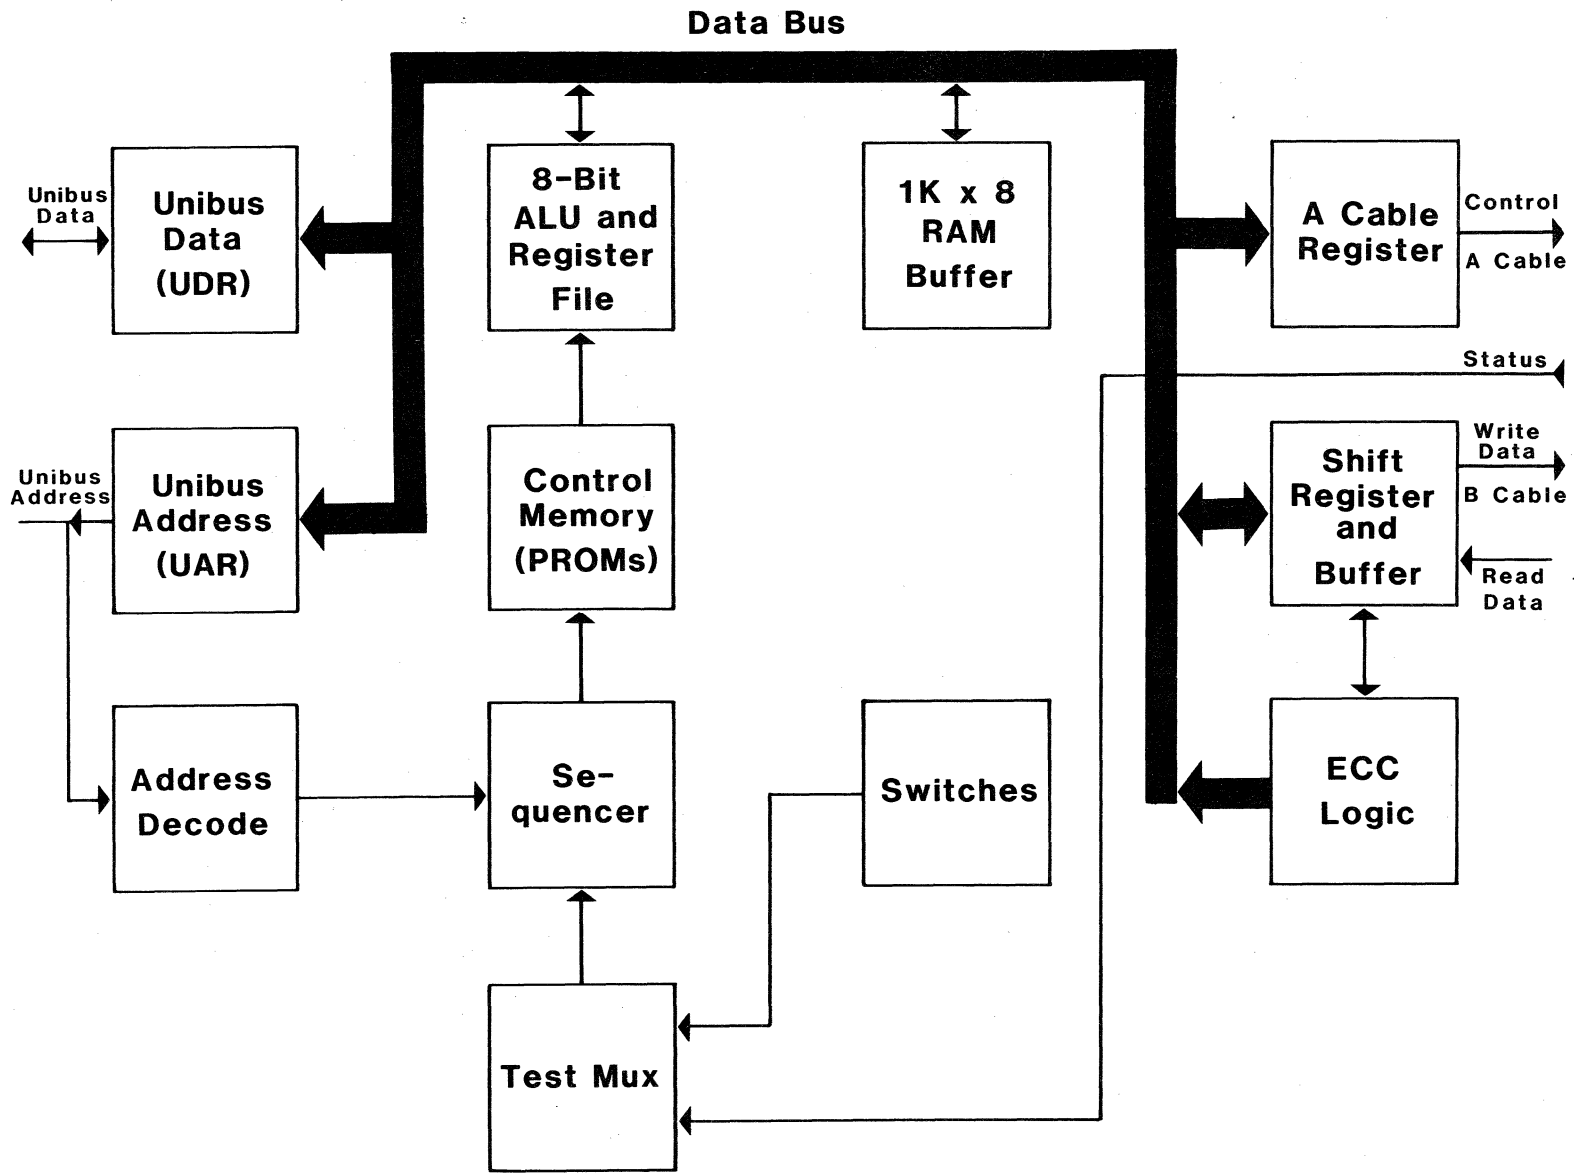 Data Bus
Unibus
Data
Unibus
Data
(UDR)
8-Bit
ALU and
Register
File
1K x 8
RAM
Buffer
A Cable
Register
Control
A Cable
Status
Unibus
Address
Unibus
Address
(UAR)
Control
Memory
(PROMs)
Shift
Register
and
Buffer
Write
Data
B Cable
Read
Data
Address
Decode
Se-
quencer
Switches
ECC
Logic
Test Mux